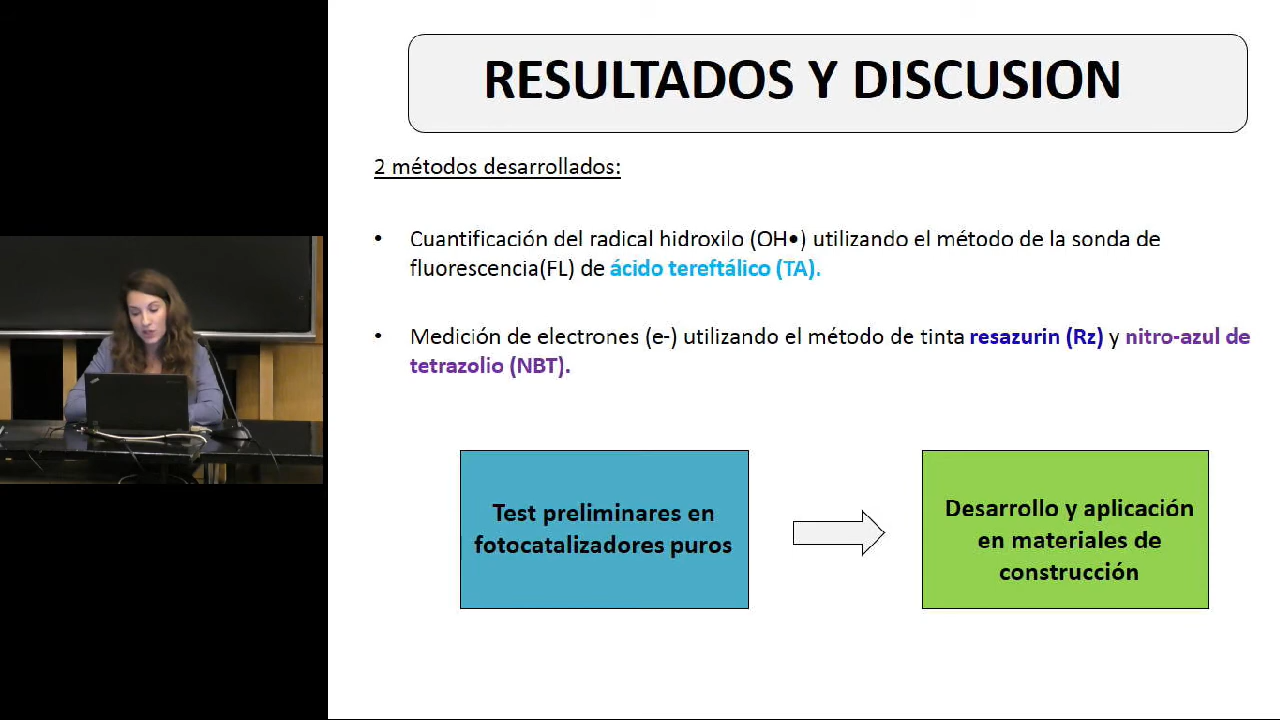 RESULTADOS Y DISCUSION
2 métodos desarrollados:
• Cuantificación del radical hidroxilo (OH•) utilizando el método de la sonda de
fluorescencia(FL) de ácido tereftálico (TA).
• Medición de electrones (e-) utilizando el método de tinta resazurin (Rz) y nitro-azul de
tetrazolio (NBT).
Test preliminares en
fotocatalizadores puros
Desarrollo y aplicación
en materiales de
construcción